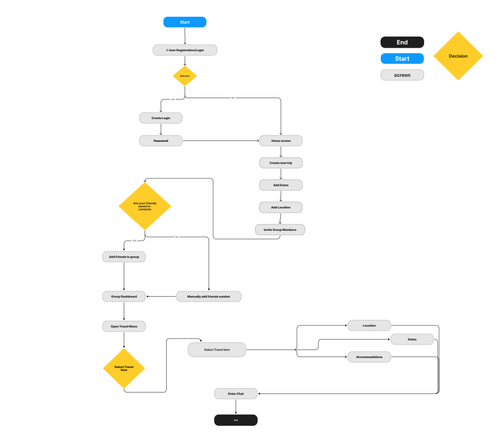 Start
1. User Registration/Login
Create Login
Password
Home screen
Create new trip
Add Dates
Add Location
Invite Group Members
Are your friends
saved in
contacts
Add friends to group
Group Dashboard
Manually add friends number
Open Travel Menu
Select Travel
Item
Select Travel Item
Location
Dates
Accommodations
Enter Chat
End
Start
screen
Decision